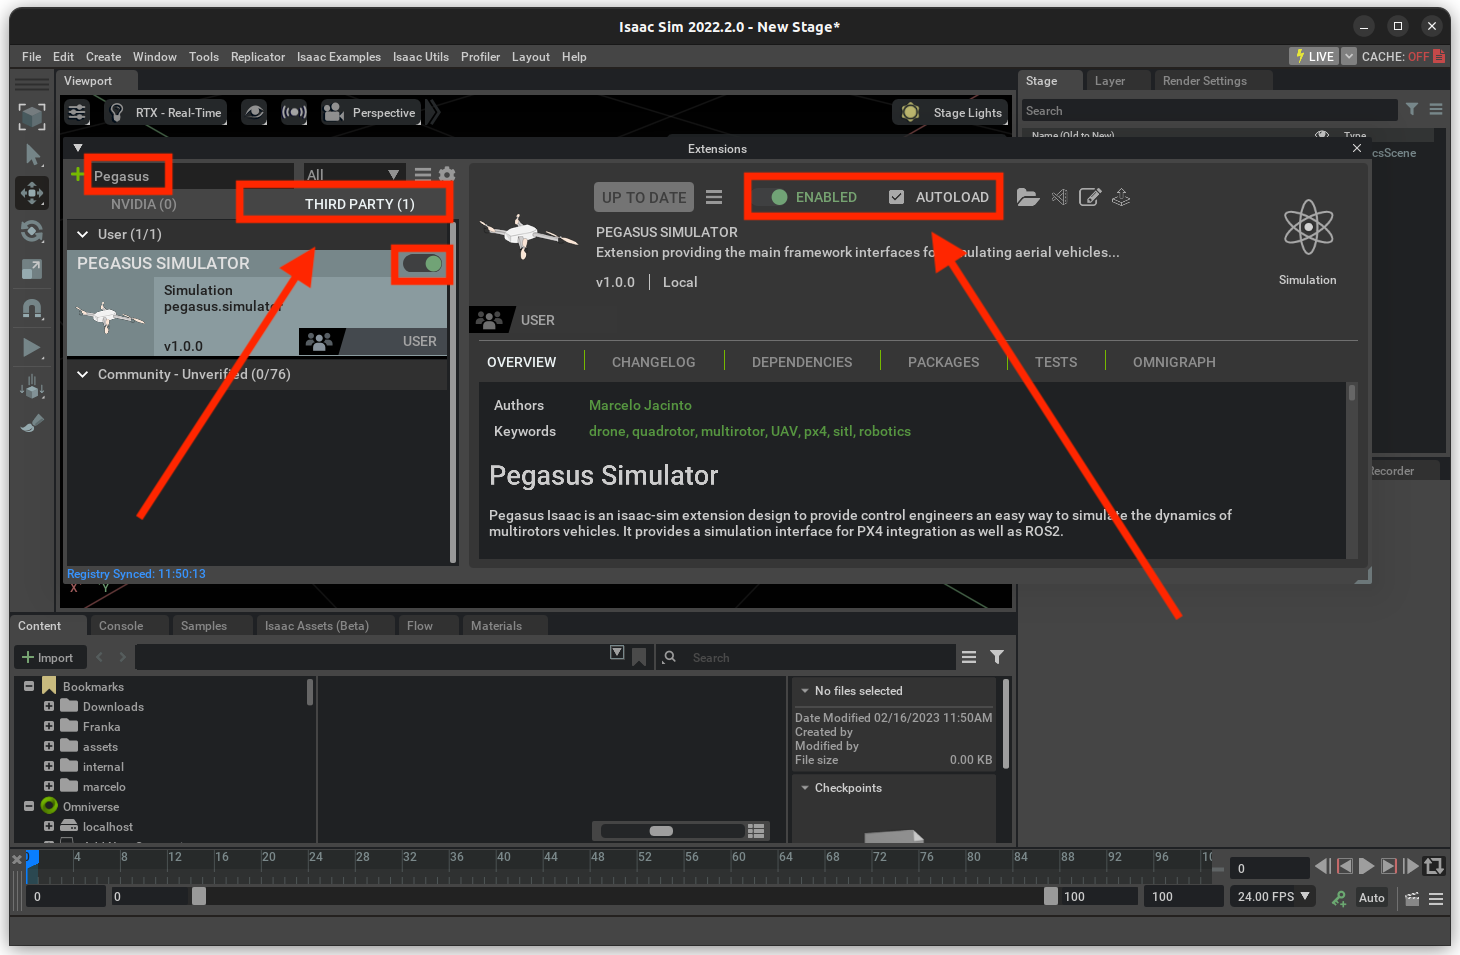 Isaac Sim 2022.2.0 - New Stage*
File Edit Create Window Tools Replicator Isaac Examples Isaac Utils Profiler Layout Help
LIVE CACHE: OFF
Viewport
Stage Layer Render Settings
RTX - Real-Time Perspective Stage Lights
Search
Name (Old to New) Type
csScene
Extensions
Pegasus All
NVIDIA (0) THIRD PARTY (1)
User (1/1)
PEGASUS SIMULATOR
Simulation
pegasus.simulator
v1.0.0
USER
Community - Unverified (0/76)
Registry Synced: 11:50:13
UP TO DATE ENABLED AUTOLOAD
PEGASUS SIMULATOR
Extension providing the main framework interfaces for simulating aerial vehicles...
v1.0.0 Local
Simulation
USER
OVERVIEW CHANGELOG DEPENDENCIES PACKAGES TESTS OMNIGRAPH
Authors Marcelo Jacinto
Keywords drone, quadrotor, multirotor, UAV, px4, sitl, robotics
Pegasus Simulator
Pegasus Isaac is an isaac-sim extension design to provide control engineers an easy way to simulate the dynamics of
multirotors vehicles. It provides a simulation interface for PX4 integration as well as ROS2.
Recorder
X Y
Content Console Samples Isaac Assets (Beta) Flow Materials
Import Search
Bookmarks
Downloads
Franka
assets
internal
marcelo
Omniverse
localhost
No files selected
Date Modified 02/16/2023 11:50AM
Created by
Modified by
File size 0.00 KB
Checkpoints
0 4 8 12 16 20 24 28 32 36 40 44 48 52 56 60 64 68 72 76 80 84 88 92 96
0
0 0 100 100 24.00 FPS Auto